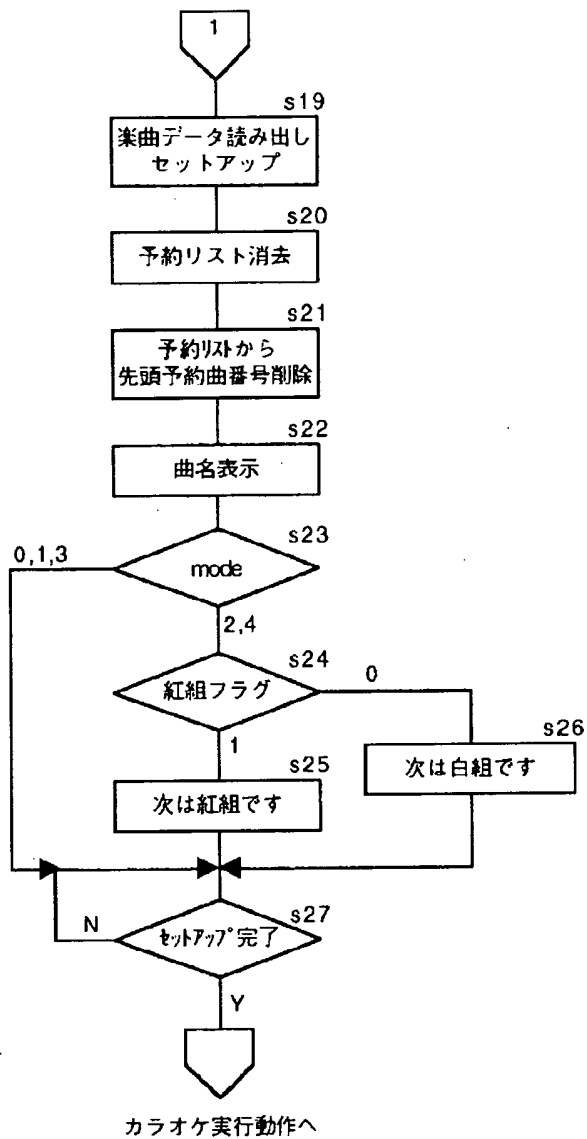 1
s19
楽曲データ読み出し
セットアップ
s20
予約リスト消去
s21
予約リストから
先頭予約曲番号削除
s22
曲名表示
s23
0,1,3
mode
2,4
s24
紅組フラグ
0
1
s26
次は白組です
s25
次は紅組です
s27
N
セットアップ完了
Y
カラオケ実行動作へ